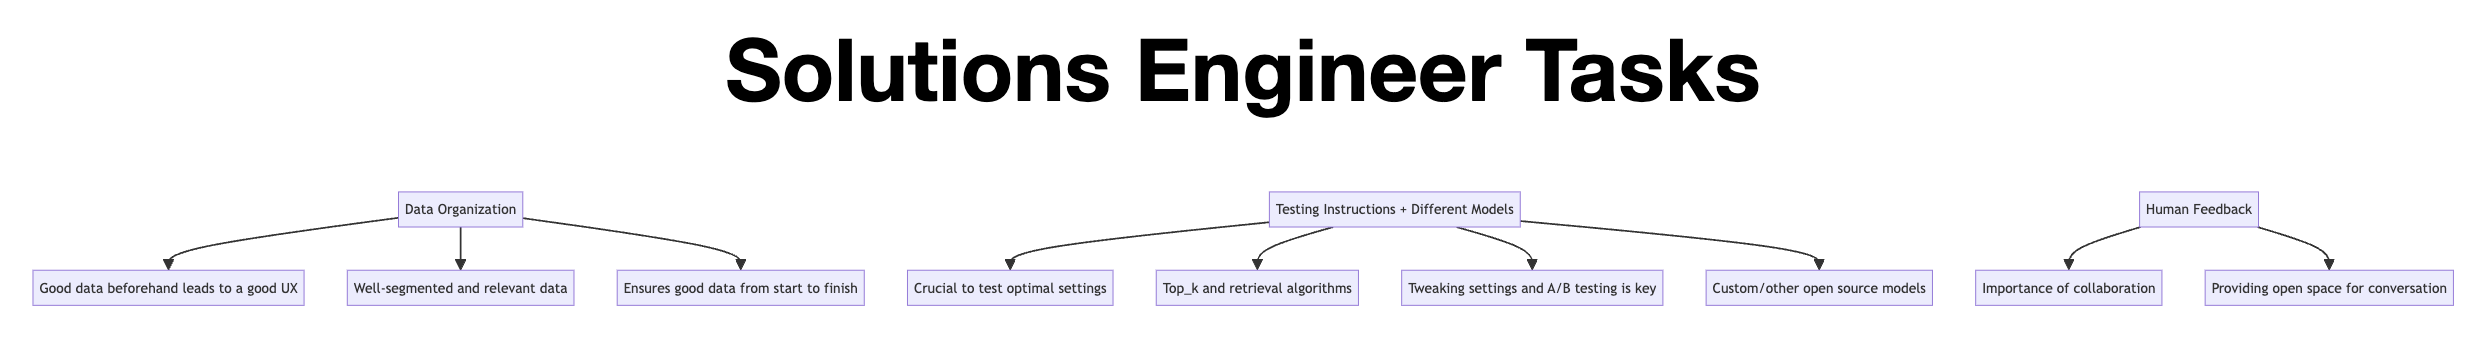 Solutions Engineer Tasks
Data Organization
Testing Instructions + Different Models
Human Feedback
Good data beforehand leads to a good UX
Well-segmented and relevant data
Ensures good data from start to finish
Crucial to test optimal settings
Top_k and retrieval algorithms
Tweaking settings and A/B testing is key
Custom/other open source models
Importance of collaboration
Providing open space for conversation